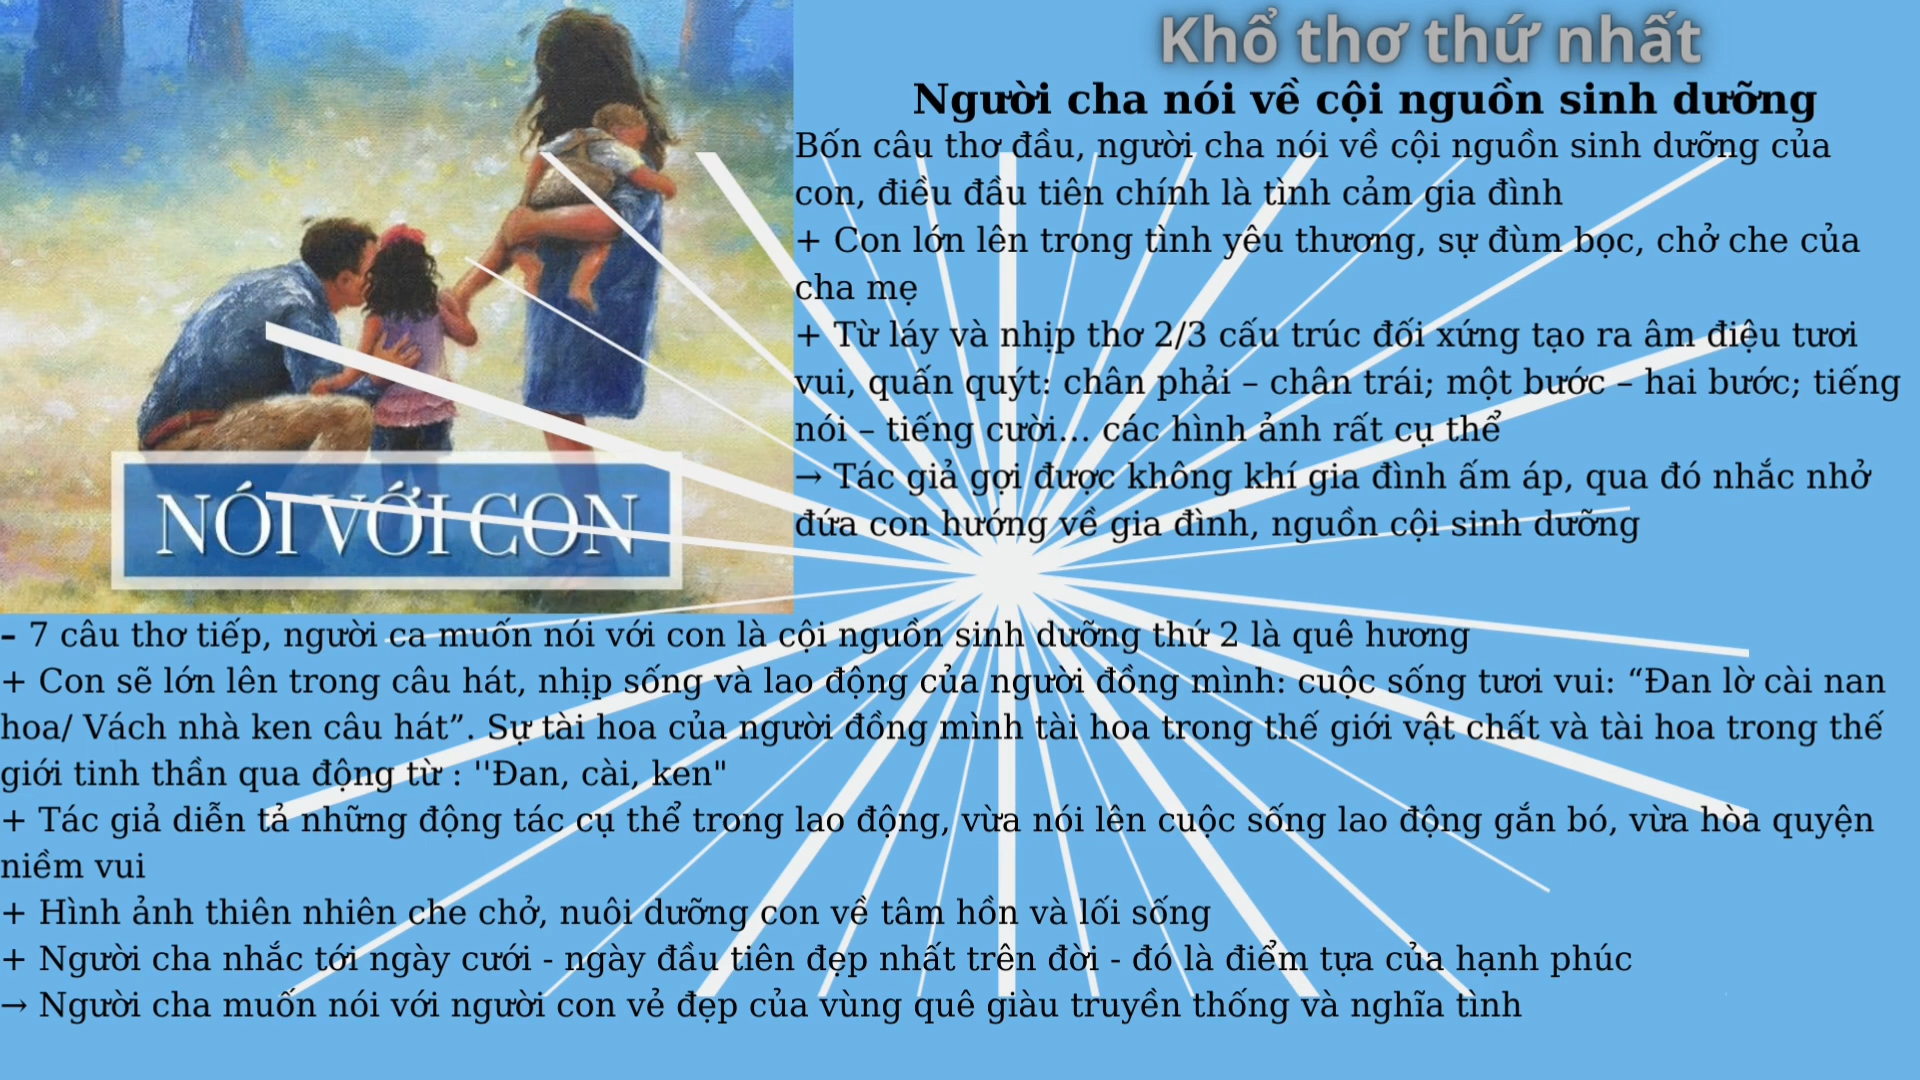 Khổ thơ thứ nhất
Người cha nói về cội nguồn sinh dưỡng
Bốn câu thơ đầu, người cha nói về cội nguồn sinh dưỡng của
con, điều đầu tiên chính là tình cảm gia đình
+ Con lớn lên trong tình yêu thương, sự đùm bọc, chở che của
cha mẹ
+ Từ láy và nhịp thơ 2/3 cấu trúc đối xứng tạo ra âm điệu tươi
vui, quấn quýt: chân phải – chân trái; một bước – hai bước; tiếng
nói – tiếng cười... các hình ảnh rất cụ thể
→ Tác giả gợi được không khí gia đình ấm áp, qua đó nhắc nhở
đứa con hướng về gia đình, nguồn cội sinh dưỡng
NÓI VỚI CON
– 7 câu thơ tiếp, người ca muốn nói với con là cội nguồn sinh dưỡng thứ 2 là quê hương
+ Con sẽ lớn lên trong câu hát, nhịp sống và lao động của người đồng mình: cuộc sống tươi vui: “Đan lờ cài nan
hoa/ Vách nhà ken câu hát”. Sự tài hoa của người đồng mình tài hoa trong thế giới vật chất và tài hoa trong thế
giới tinh thần qua động từ : ''Đan, cài, ken"
+ Tác giả diễn tả những động tác cụ thể trong lao động, vừa nói lên cuộc sống lao động gắn bó, vừa hòa quyện
niềm vui
+ Hình ảnh thiên nhiên che chở, nuôi dưỡng con về tâm hồn và lối sống
+ Người cha nhắc tới ngày cưới - ngày đầu tiên đẹp nhất trên đời - đó là điểm tựa của hạnh phúc
→ Người cha muốn nói với người con vẻ đẹp của vùng quê giàu truyền thống và nghĩa tình